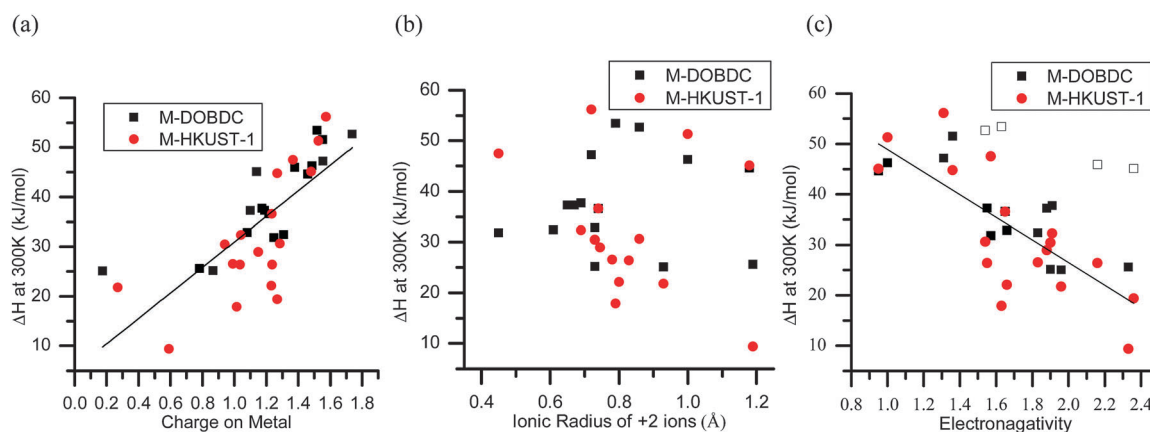 (a)
(b)
(c)
M-DOBDC
M-HKUST-1
60
50
40
30
20
10
ΔH at 300K (kJ/mol)
0.0 0.2 0.4 0.6 0.8 1.0 1.2 1.4 1.6 1.8
Charge on Metal
M-DOBDC
M-HKUST-1
60
50
40
30
20
10
ΔH at 300K (kJ/mol)
0.4 0.6 0.8 1.0 1.2
Ionic Radius of +2 ions (Å)
M-DOBDC
M-HKUST-1
60
50
40
30
20
10
ΔH at 300K (kJ/mol)
0.8 1.0 1.2 1.4 1.6 1.8 2.0 2.2 2.4
Electronagativity